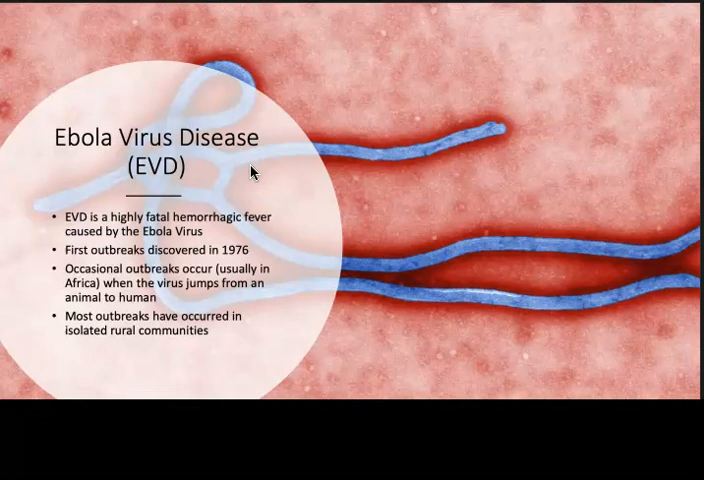 Ebola Virus Disease
(EVD)
• EVD is a highly fatal hemorrhagic fever
caused by the Ebola Virus
• First outbreaks discovered in 1976
• Occasional outbreaks occur (usually in
Africa) when the virus jumps from an
animal to human
• Most outbreaks have occurred in
isolated rural communities